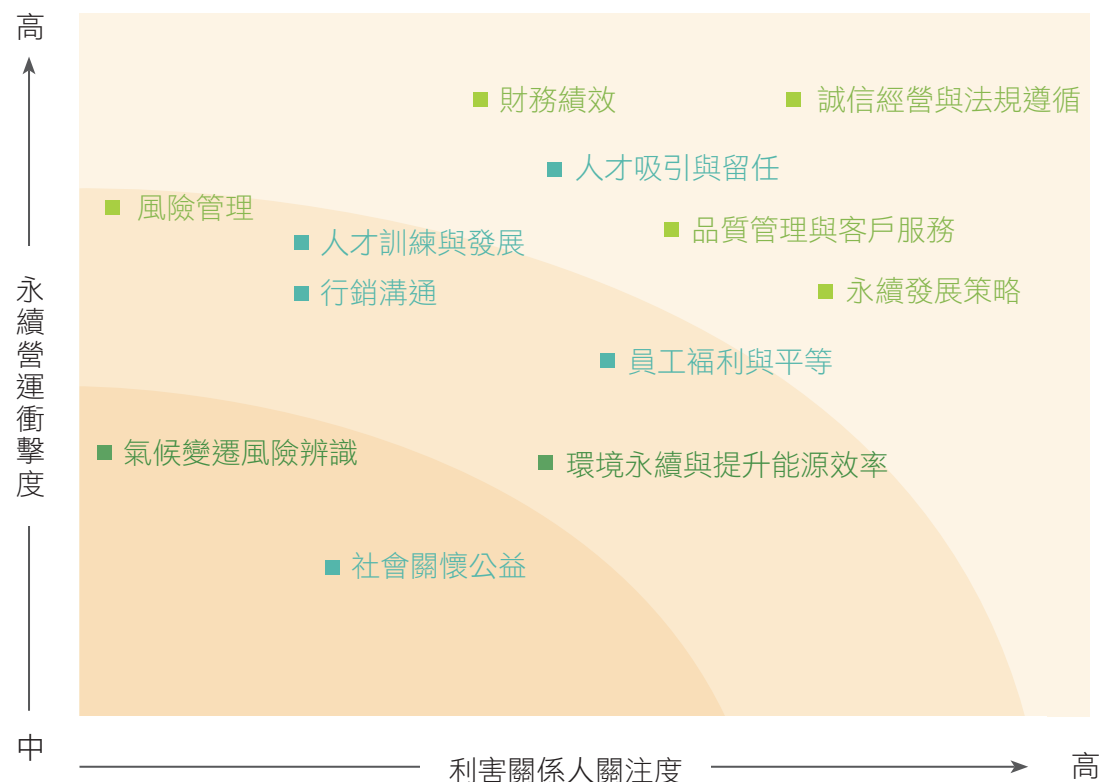 高
財務績效
誠信經營與法規遵循
人才吸引與留任
風險管理
品質管理與客戶服務
人才訓練與發展
行銷溝通
永續發展策略
員工福利與平等
永續營運衝擊度
氣候變遷風險辨識
環境永續與提升能源效率
社會關懷公益
中
利害關係人關注度
高